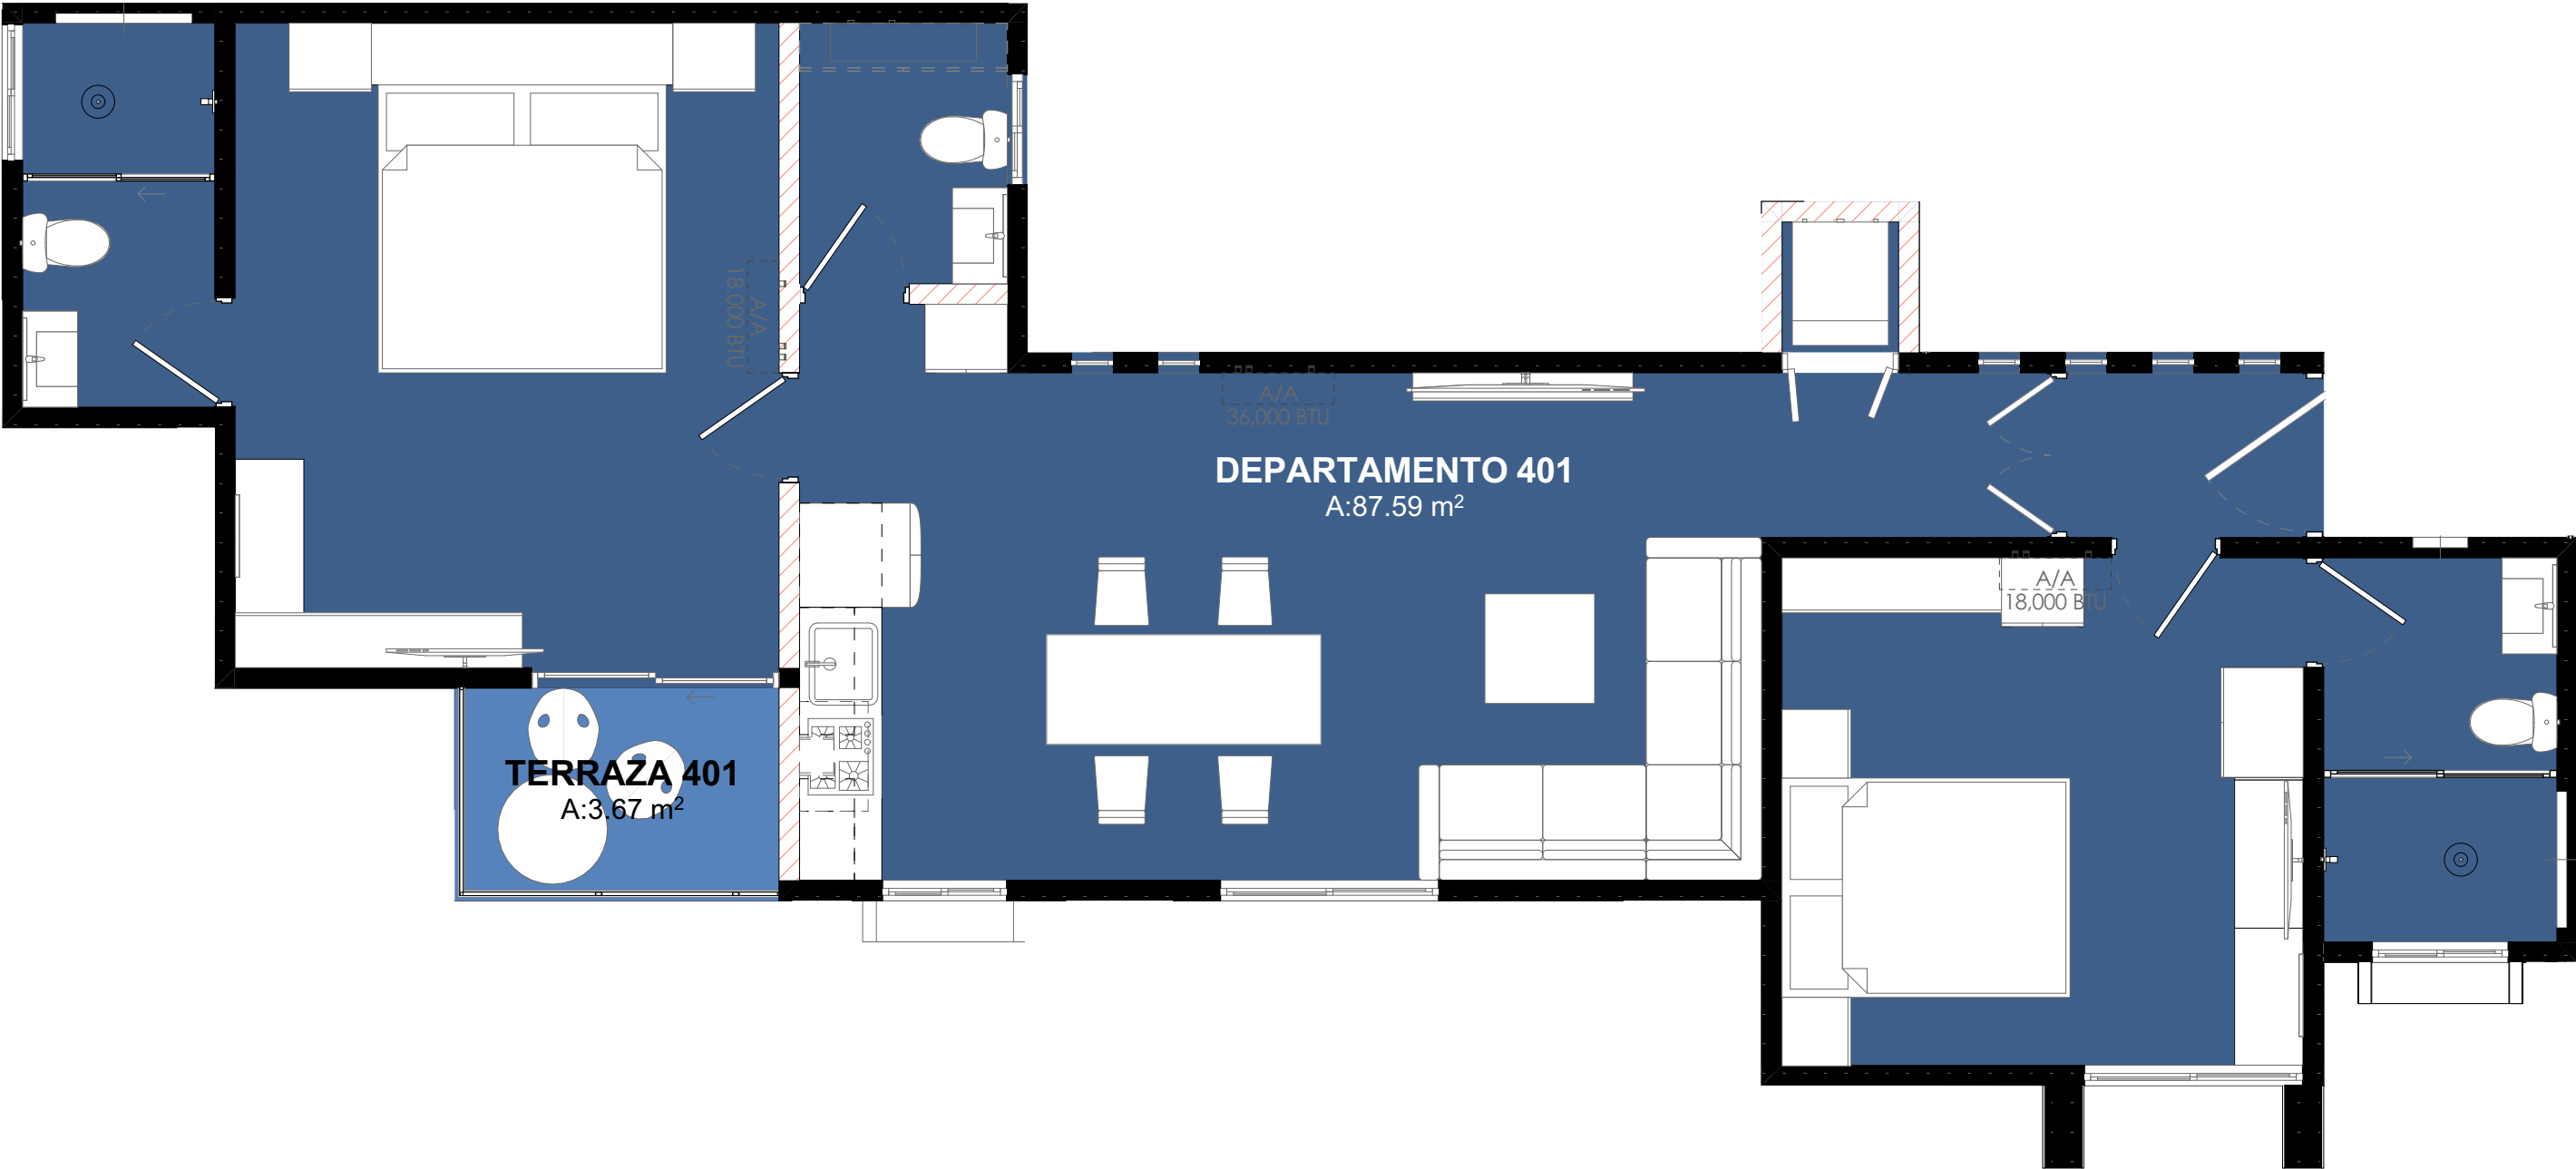 A/A
18,000 BTU
A/A
36,000 BTU
DEPARTAMENTO 401
A:87.59 m²
A/A
18,000 BTU
TERRAZA 401
A:3.67 m²